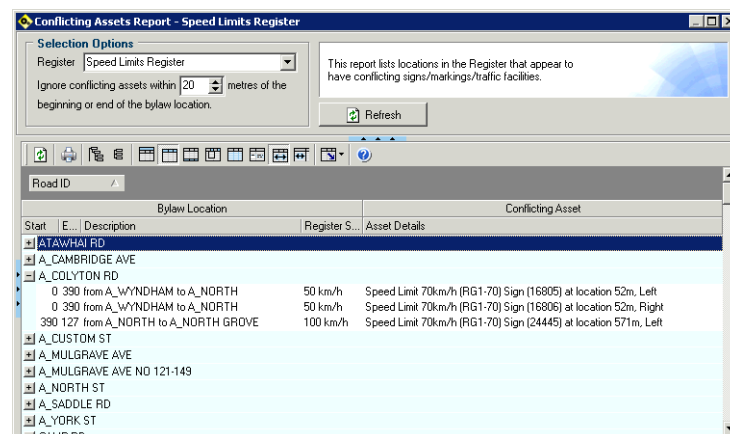 Conflicting Assets Report - Speed Limits Register
Selection Options
Register Speed Limits Register
Ignore conflicting assets within 20 metres of the
beginning or end of the bylaw location.
This report lists locations in the Register that appear to
have conflicting signs/markings/traffic facilities.
Refresh
Road ID
Bylaw Location Conflicting Asset
Start E... Description Register S... Asset Details
ATAWHAI RD
A_CAMBRIDGE AVE
A_COLYTON RD
0 390 from A_WYNDHAM to A_NORTH 50 km/h Speed Limit 70km/h (RG1-70) Sign (16805) at location 52m, Left
0 390 from A_WYNDHAM to A_NORTH 50 km/h Speed Limit 70km/h (RG1-70) Sign (16806) at location 52m, Right
390 127 from A_NORTH to A_NORTH GROVE 100 km/h Speed Limit 70km/h (RG1-70) Sign (24445) at location 571m, Left
A_CUSTOM ST
A_MULGRAVE AVE
A_MULGRAVE AVE NO 121-149
A_NORTH ST
A_SADDLE RD
A_YORK ST